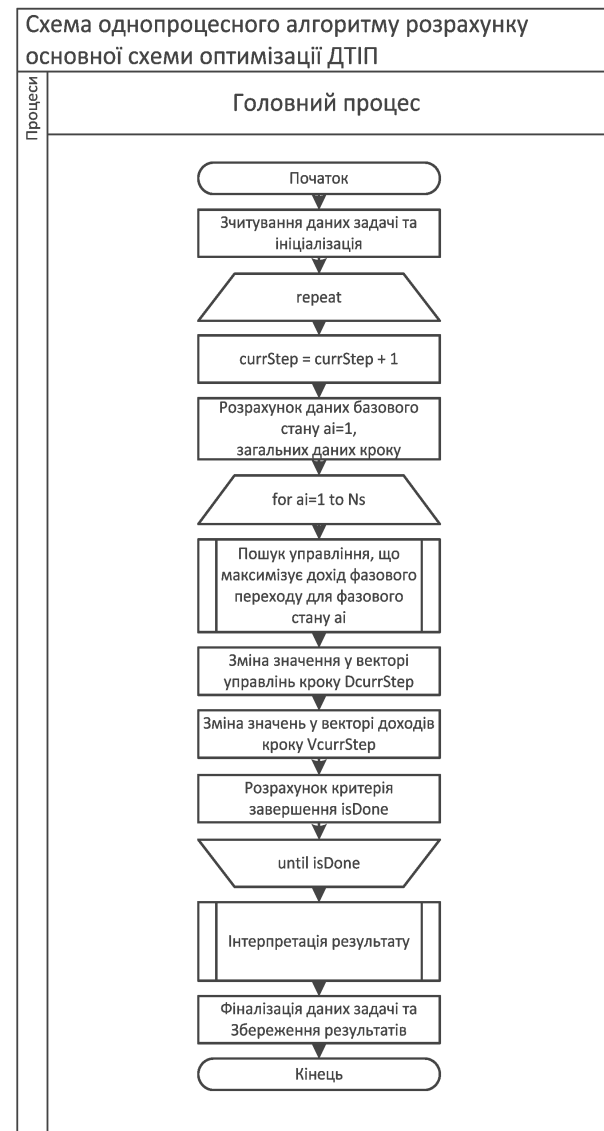 Схема однопроцесного алгоритму розрахунку
основної схеми оптимізації ДТІП
Процеси
Головний процес
Початок
Зчитування даних задачі та
ініціалізація
repeat
currStep = currStep + 1
Розрахунок даних базового
стану ai=1,
загальних даних кроку
for ai=1 to Ns
Пошук управління, що
максимізує дохід фазового
переходу для фазового
стану ai
Зміна значення у векторі
управлінь кроку DcurrStep
Зміна значень у векторі доходів
кроку VcurrStep
Розрахунок критерія
завершення isDone
until isDone
Інтерпретація результату
Фіналізація даних задачі та
Збереження результатів
Кінець